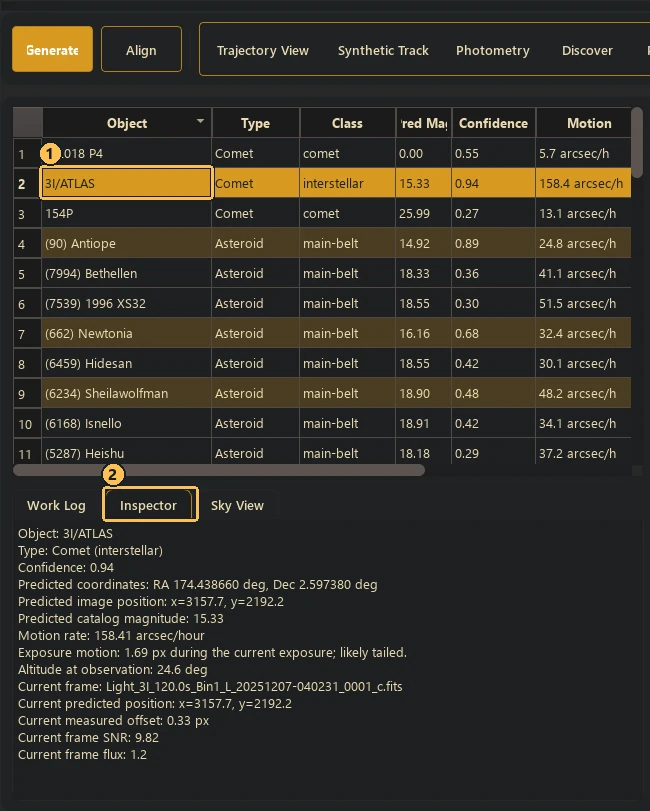 Generate Align Trajectory View Synthetic Track Photometry Discover
Object Type Class red Mag Confidence Motion
1 .018 P4 Comet comet 0.00 0.55 5.7 arcsec/h
1
2 3I/ATLAS Comet interstellar 15.33 0.94 158.4 arcsec/h
3 154P Comet comet 25.99 0.27 13.1 arcsec/h
4 (90) Antiope Asteroid main-belt 14.92 0.89 24.8 arcsec/h
5 (7994) Bethellen Asteroid main-belt 18.33 0.36 41.1 arcsec/h
6 (7539) 1996 XS32 Asteroid main-belt 18.55 0.30 51.5 arcsec/h
7 (662) Newtonia Asteroid main-belt 16.16 0.68 32.4 arcsec/h
8 (6459) Hidesan Asteroid main-belt 18.55 0.42 30.1 arcsec/h
9 (6234) Sheilawolfman Asteroid main-belt 18.90 0.48 48.2 arcsec/h
10 (6168) Isnello Asteroid main-belt 18.91 0.42 34.1 arcsec/h
11 (5287) Heishu Asteroid main-belt 18.18 0.29 37.2 arcsec/h
2
Work Log Inspector Sky View
Object: 3I/ATLAS
Type: Comet (interstellar)
Confidence: 0.94
Predicted coordinates: RA 174.438660 deg, Dec 2.597380 deg
Predicted image position: x=3157.7, y=2192.2
Predicted catalog magnitude: 15.33
Motion rate: 158.41 arcsec/hour
Exposure motion: 1.69 px during the current exposure; likely tailed.
Altitude at observation: 24.6 deg
Current frame: Light_3I_120.0s_Bin1_L_20251207-040231_0001_c.fits
Current predicted position: x=3157.7, y=2192.2
Current measured offset: 0.33 px
Current frame SNR: 9.82
Current frame flux: 1.2